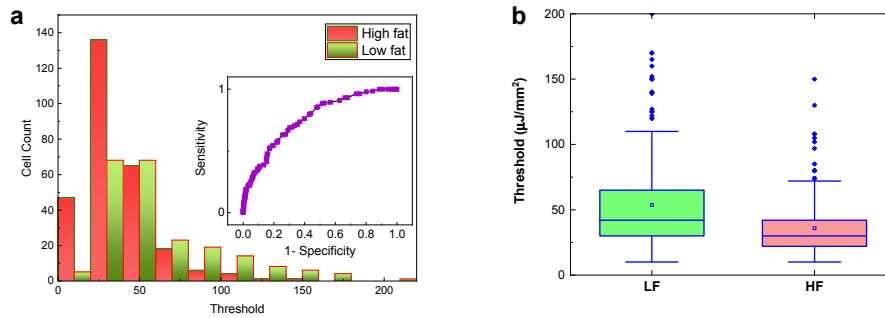 a
High fat
Low fat
140
120
100
80
60
40
20
0
Cell Count
0
50
100
150
200
Threshold
1
0
Sensitivity
0.0
0.2
0.4
0.6
0.8
1.0
1- Specificity
b
200
150
100
50
0
Threshold (μJ/mm²)
LF
HF